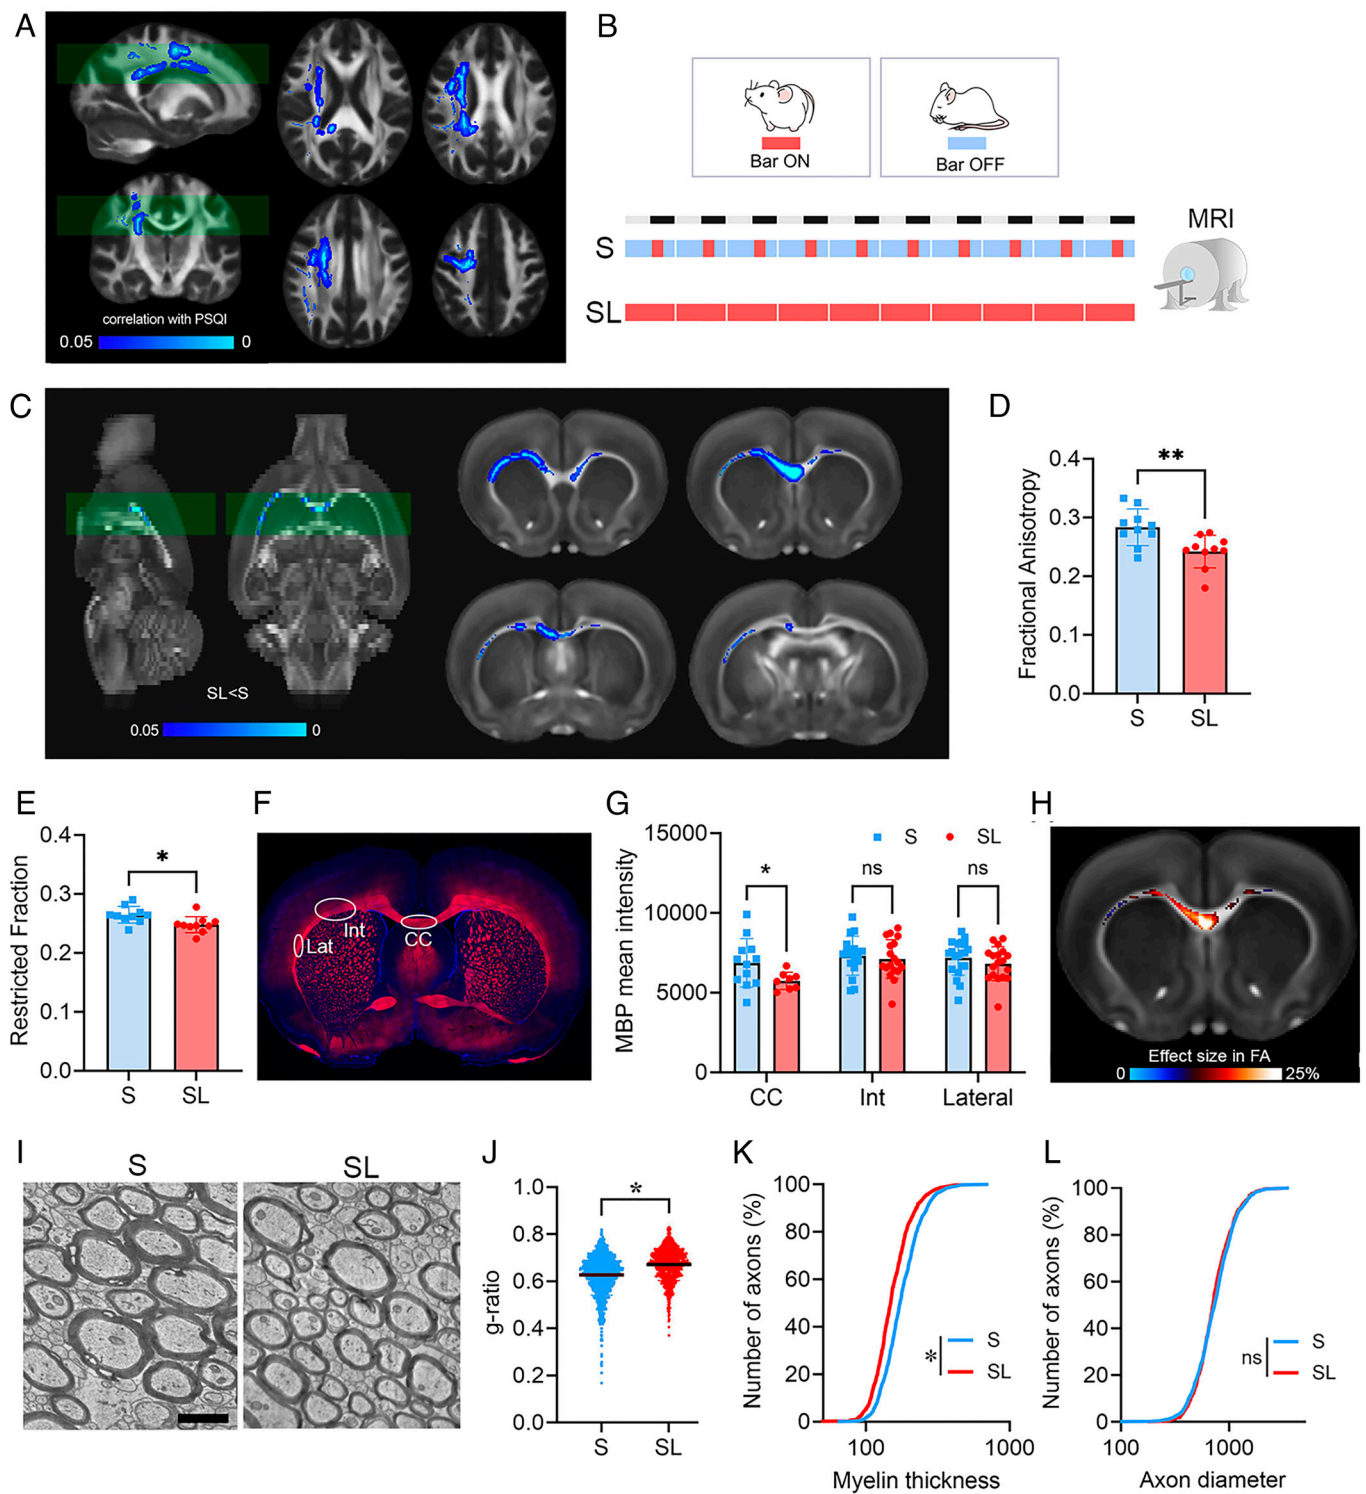 A
correlation with PSQI
0.05
0
B
Bar ON
Bar OFF
S
SL
MRI
C
SL<S
0.05
0
D
Fractional Anisotropy
0.4
0.3
0.2
0.1
0.0
**
S
SL
E
Restricted Fraction
0.4
0.3
0.2
0.1
0.0
*
S
SL
F
Int
Lat
CC
G
MBP mean intensity
15000
10000
5000
0
S
SL
*
ns
ns
CC
Int
Lateral
H
Effect size in FA
0
25%
I
S
SL
J
g-ratio
1.0
0.8
0.6
0.4
0.2
0.0
*
S
SL
K
Number of axons (%)
100
80
60
40
20
0
*
S
SL
100
1000
Myelin thickness
L
Number of axons (%)
100
80
60
40
20
0
ns
S
SL
100
1000
Axon diameter